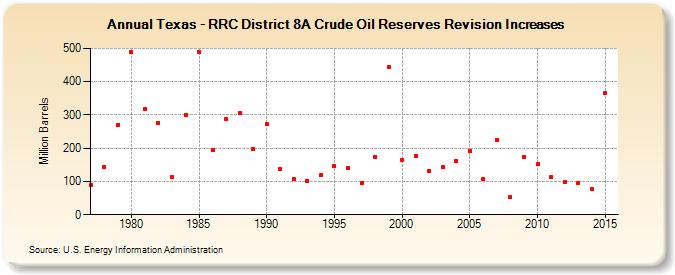 Annual Texas - RRC District 8A Crude Oil Reserves Revision Increases
Million Barrels
500
400
300
200
100
0
1980 1985 1990 1995 2000 2005 2010 2015
Source: U.S. Energy Information Administration